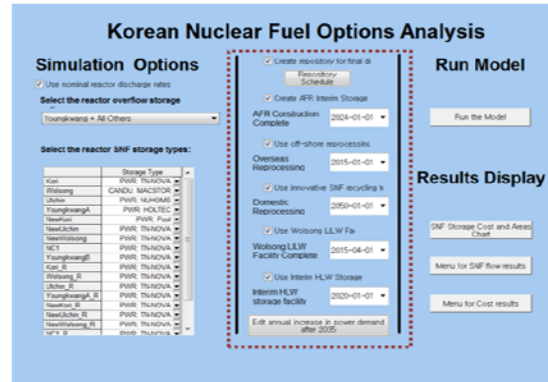 Korean Nuclear Fuel Options Analysis
Simulation Options
Use nominal reactor discharge rates
Select the reactor overflow storage
Youngkwang + All Others
Select the reactor SNF storage types:
Storage Type
Kori PWR: TN-NOVA
Wolsong CANDU: MACSTOR
Ulchin PWR: NUHOMS
YoungkwangA PWR: HOLTEC
NewKori PWR: Pool
NewUlchin PWR: TN-NOVA
NewWolsong PWR: TN-NOVA
NC1 PWR: TN-NOVA
YoungkwangB PWR: TN-NOVA
Kori_R PWR: TN-NOVA
Wolsong_R PWR: TN-NOVA
Ulchin_R PWR: TN-NOVA
YoungkwangA_R PWR: TN-NOVA
NewKori_R PWR: TN-NOVA
NewUlchin_R PWR: TN-NOVA
NewWolsong_R PWR: TN-NOVA
NC1_R PWR: TN-NOVA
Create repository for final di
Repository
Schedule
Create AFR Interim Storage
AFR Construction
Complete
2024-01-01
Use off-shore reprocessing
Overseas
Reprocessing
2015-01-01
Use innovative SNF recycling te
Domestic
Reprocessing
2050-01-01
Use Wolsong LILW Fa
Wolsong LILW
Facility Complete
2015-04-01
Use Interim HLW Storage
Interim HLW
storage facility
2020-01-01
Edit annual increase in power demand
after 2035
Run Model
Run the Model
Results Display
SNF Storage Cost and Areas
Chart
Menu for SNF flow results
Menu for Cost results